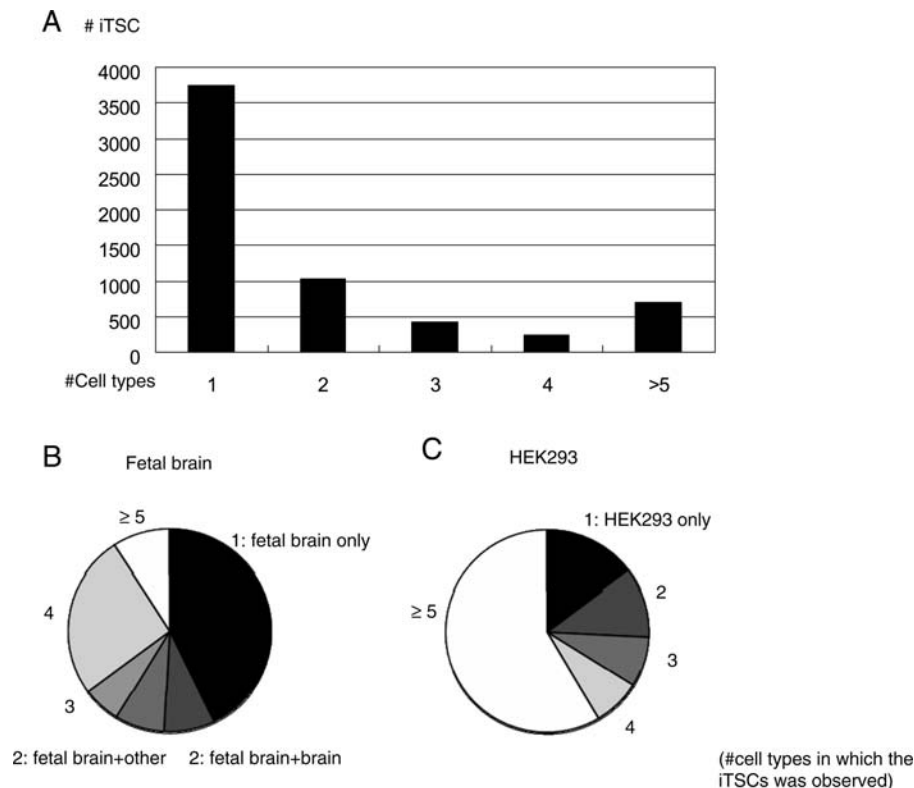 A # iTSC
4000
3500
3000
2500
2000
1500
1000
500
0
#Cell types 1 2 3 4 >5
B Fetal brain
≥ 5
1: fetal brain only
4
3
2: fetal brain+other 2: fetal brain+brain
C HEK293
1: HEK293 only
2
≥ 5
3
4
(#cell types in which the
iTSCs was observed)